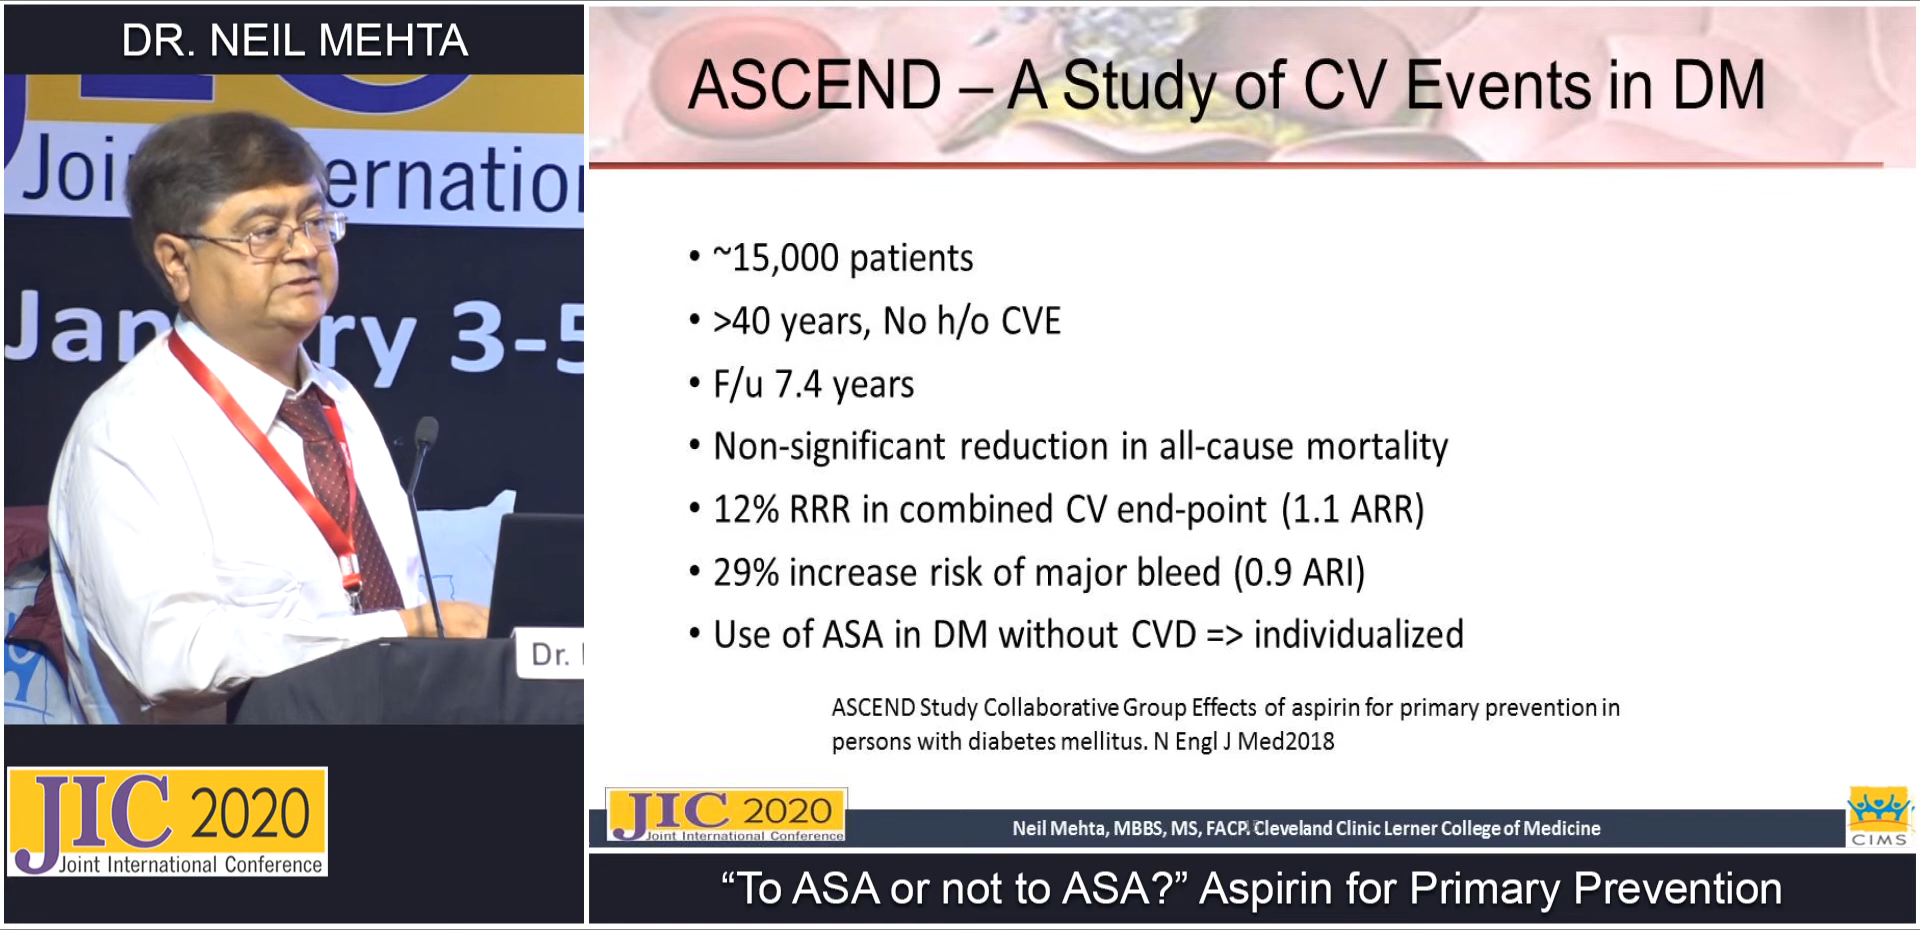 DR. NEIL MEHTA
January 3-5
Dr.
JIC 2020
Joint International Conference
ASCEND – A Study of CV Events in DM
• ~15,000 patients
• >40 years, No h/o CVE
• F/u 7.4 years
• Non-significant reduction in all-cause mortality
• 12% RRR in combined CV end-point (1.1 ARR)
• 29% increase risk of major bleed (0.9 ARI)
• Use of ASA in DM without CVD => individualized
ASCEND Study Collaborative Group Effects of aspirin for primary prevention in
persons with diabetes mellitus. N Engl J Med2018
JIC 2020
Joint International Conference
Neil Mehta, MBBS, MS, FACP. Cleveland Clinic Lerner College of Medicine
CIMS
“To ASA or not to ASA?” Aspirin for Primary Prevention